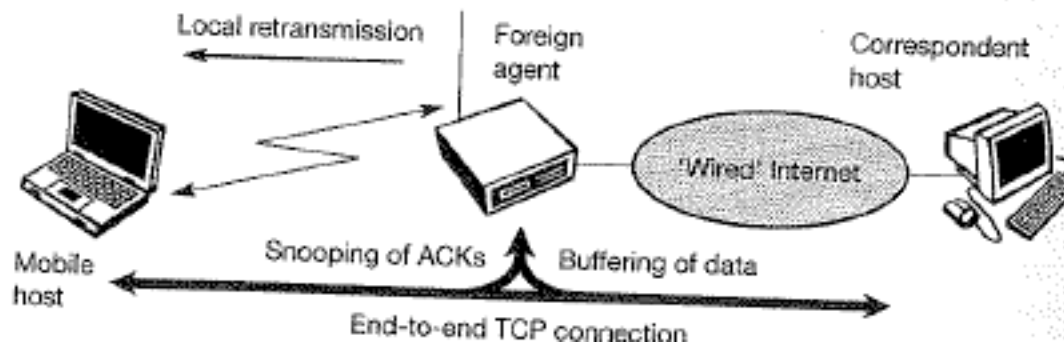 Local retransmission
Foreign
agent
Correspondent
host
'Wired' Internet
Mobile
host
Snooping of ACKs
Buffering of data
End-to-end TCP connection